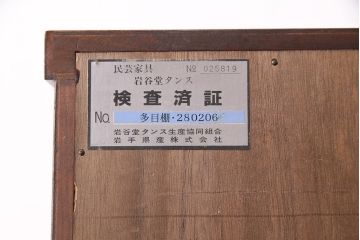 民芸家具 No 025819
岩谷堂タンス
検査済証
No. 多目棚・280206
岩谷堂タンス生産協同組合
岩手県産株式会社